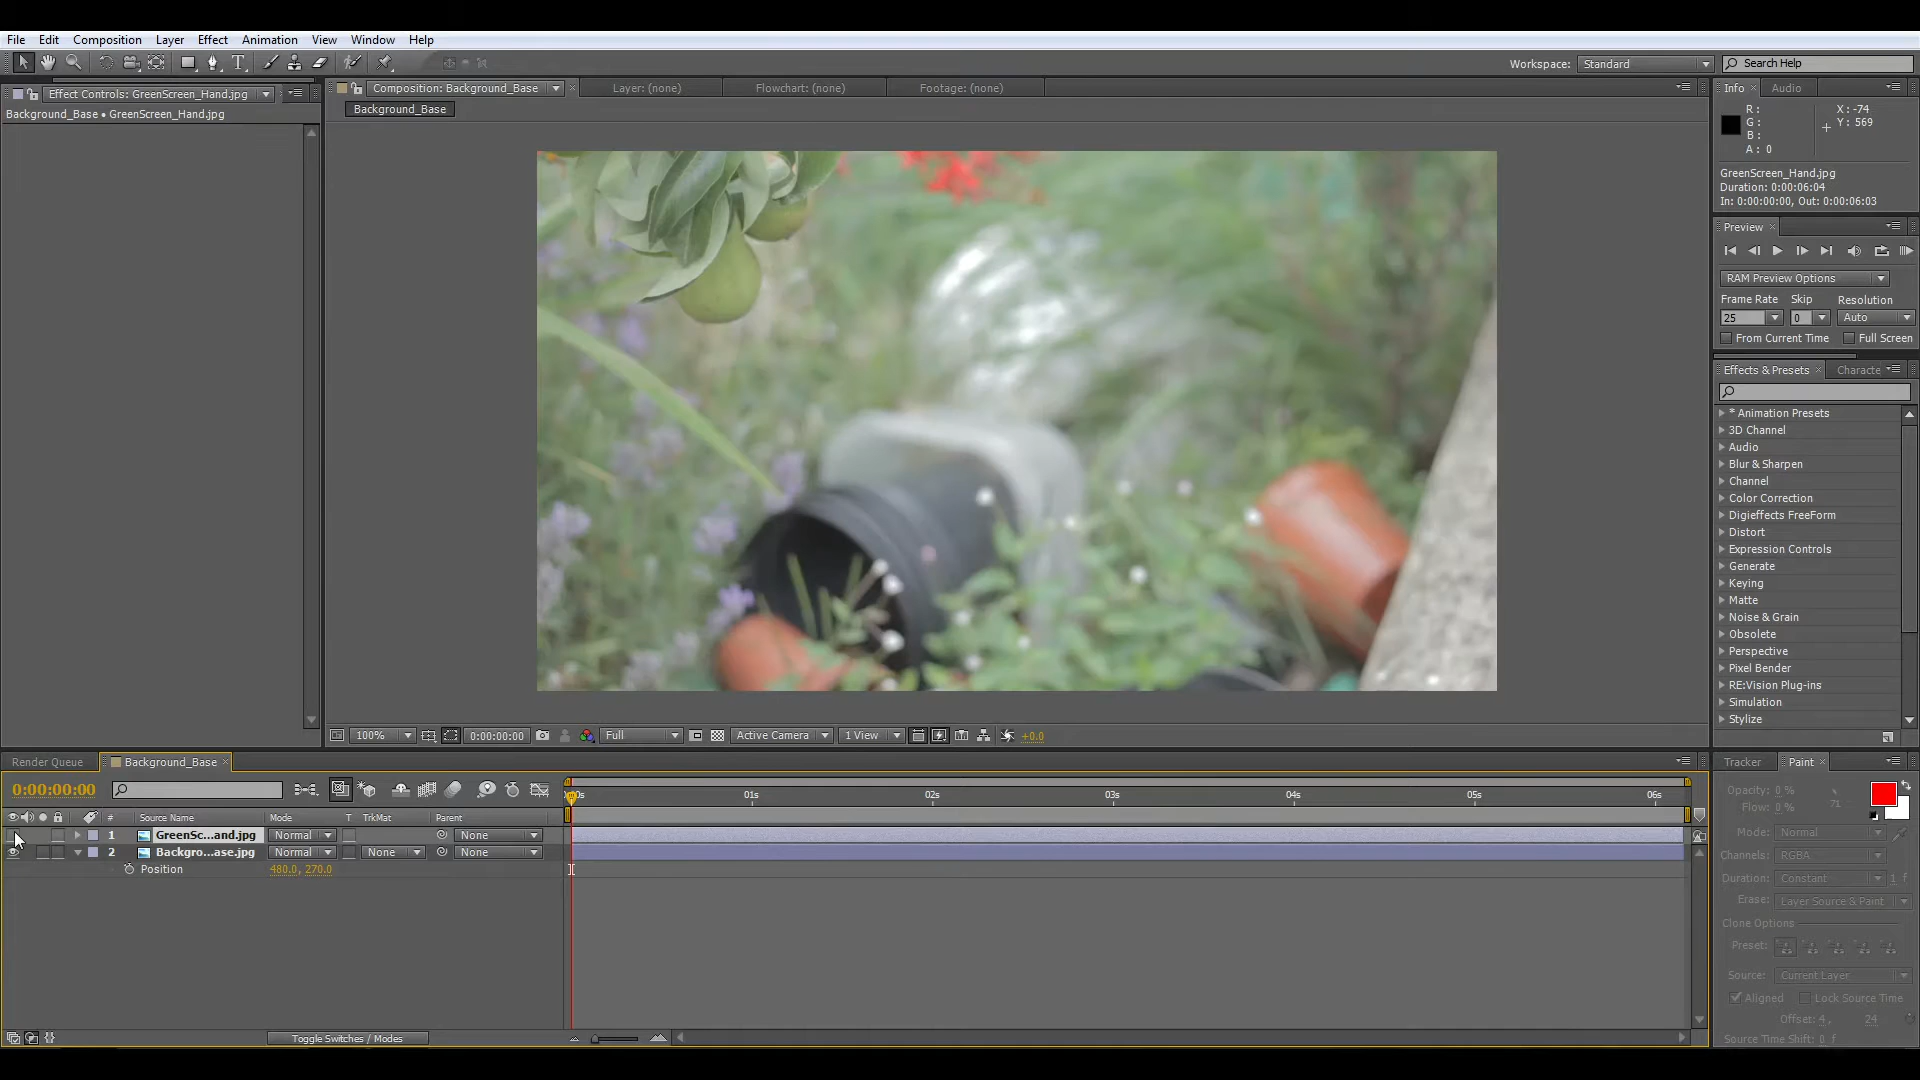 File Edit Composition Layer Effect Animation View Window Help
Workspace: Standard Search Help
Effect Controls: GreenScreen_Hand.jpg
Background_Base • GreenScreen_Hand.jpg
Composition: Background_Base Layer: (none) Flowchart: (none) Footage: (none)
Background_Base
Info Audio
R:
G:
B:
A: 0
X: -74
Y: 569
GreenScreen_Hand.jpg
Duration: 0:00:06:04
In: 0:00:00:00, Out: 0:00:06:03
Preview
RAM Preview Options
Frame Rate Skip Resolution
25 0 Auto
From Current Time Full Screen
Effects & Presets Characte
* Animation Presets
3D Channel
Audio
Blur & Sharpen
Channel
Color Correction
Digieffects FreeForm
Distort
Expression Controls
Generate
Keying
Matte
Noise & Grain
Obsolete
Perspective
Pixel Bender
RE:Vision Plug-ins
Simulation
Stylize
100% 0:00:00:00 Full Active Camera 1 View +0.0
Render Queue Background_Base
0:00:00:00
# Source Name Mode T TrkMat Parent
1 GreenSc...and.jpg Normal None
2 Backgro...ase.jpg Normal None None
Position 480.0, 270.0
01s 02s 03s 04s 05s 06s
Toggle Switches / Modes
Tracker Paint
Opacity: 0 %
Flow: 0 %
71
Mode: Normal
Channels: RGBA
Duration: Constant 1 f
Erase: Layer Source & Paint
Clone Options
Preset:
Source: Current Layer
Aligned Lock Source Time
Offset: 4, 24
Source Time Shift: 0 f